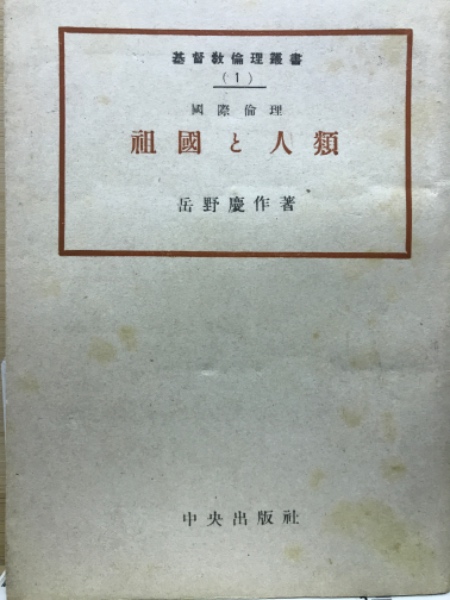 基督教倫理叢書
(1)
國際倫理
祖國と人類
岳野慶作著
中央出版社